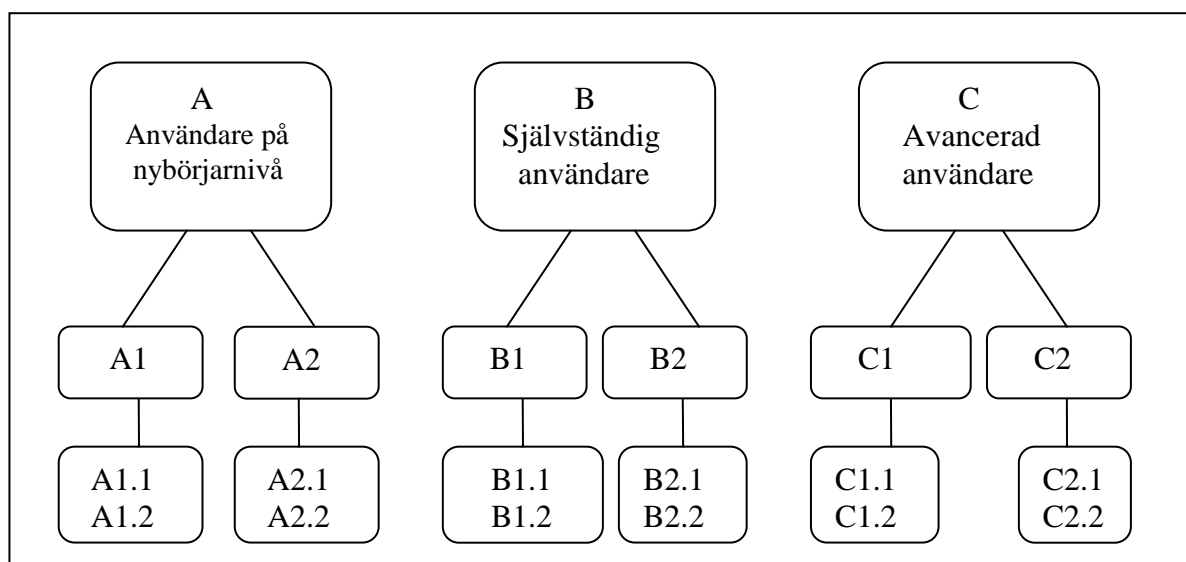 A
Användare på
nybörjarnivå
B
Självständig
användare
C
Avancerad
användare
A1
A2
B1
B2
C1
C2
A1.1
A1.2
A2.1
A2.2
B1.1
B1.2
B2.1
B2.2
C1.1
C1.2
C2.1
C2.2